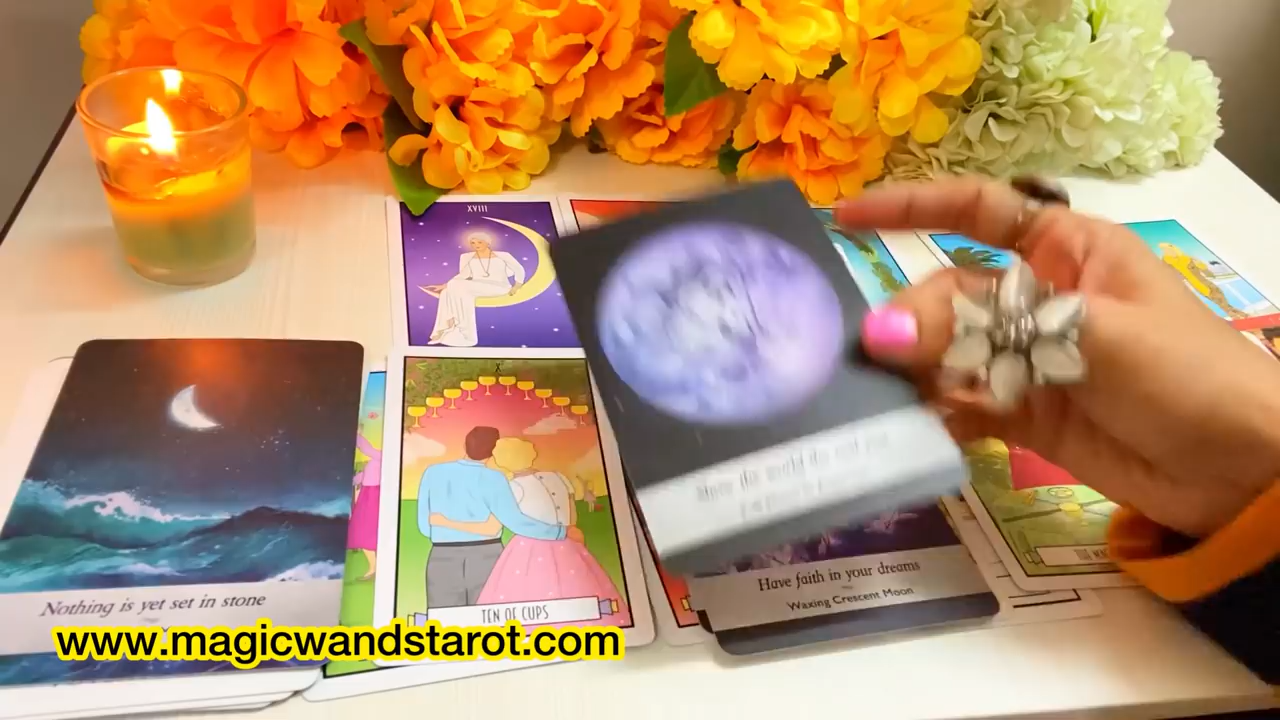 XVIII
X
Nothing is yet set in stone
TEN OF CUPS
Have faith in your dreams
Waxing Crescent Moon
www.magicwandstarot.com